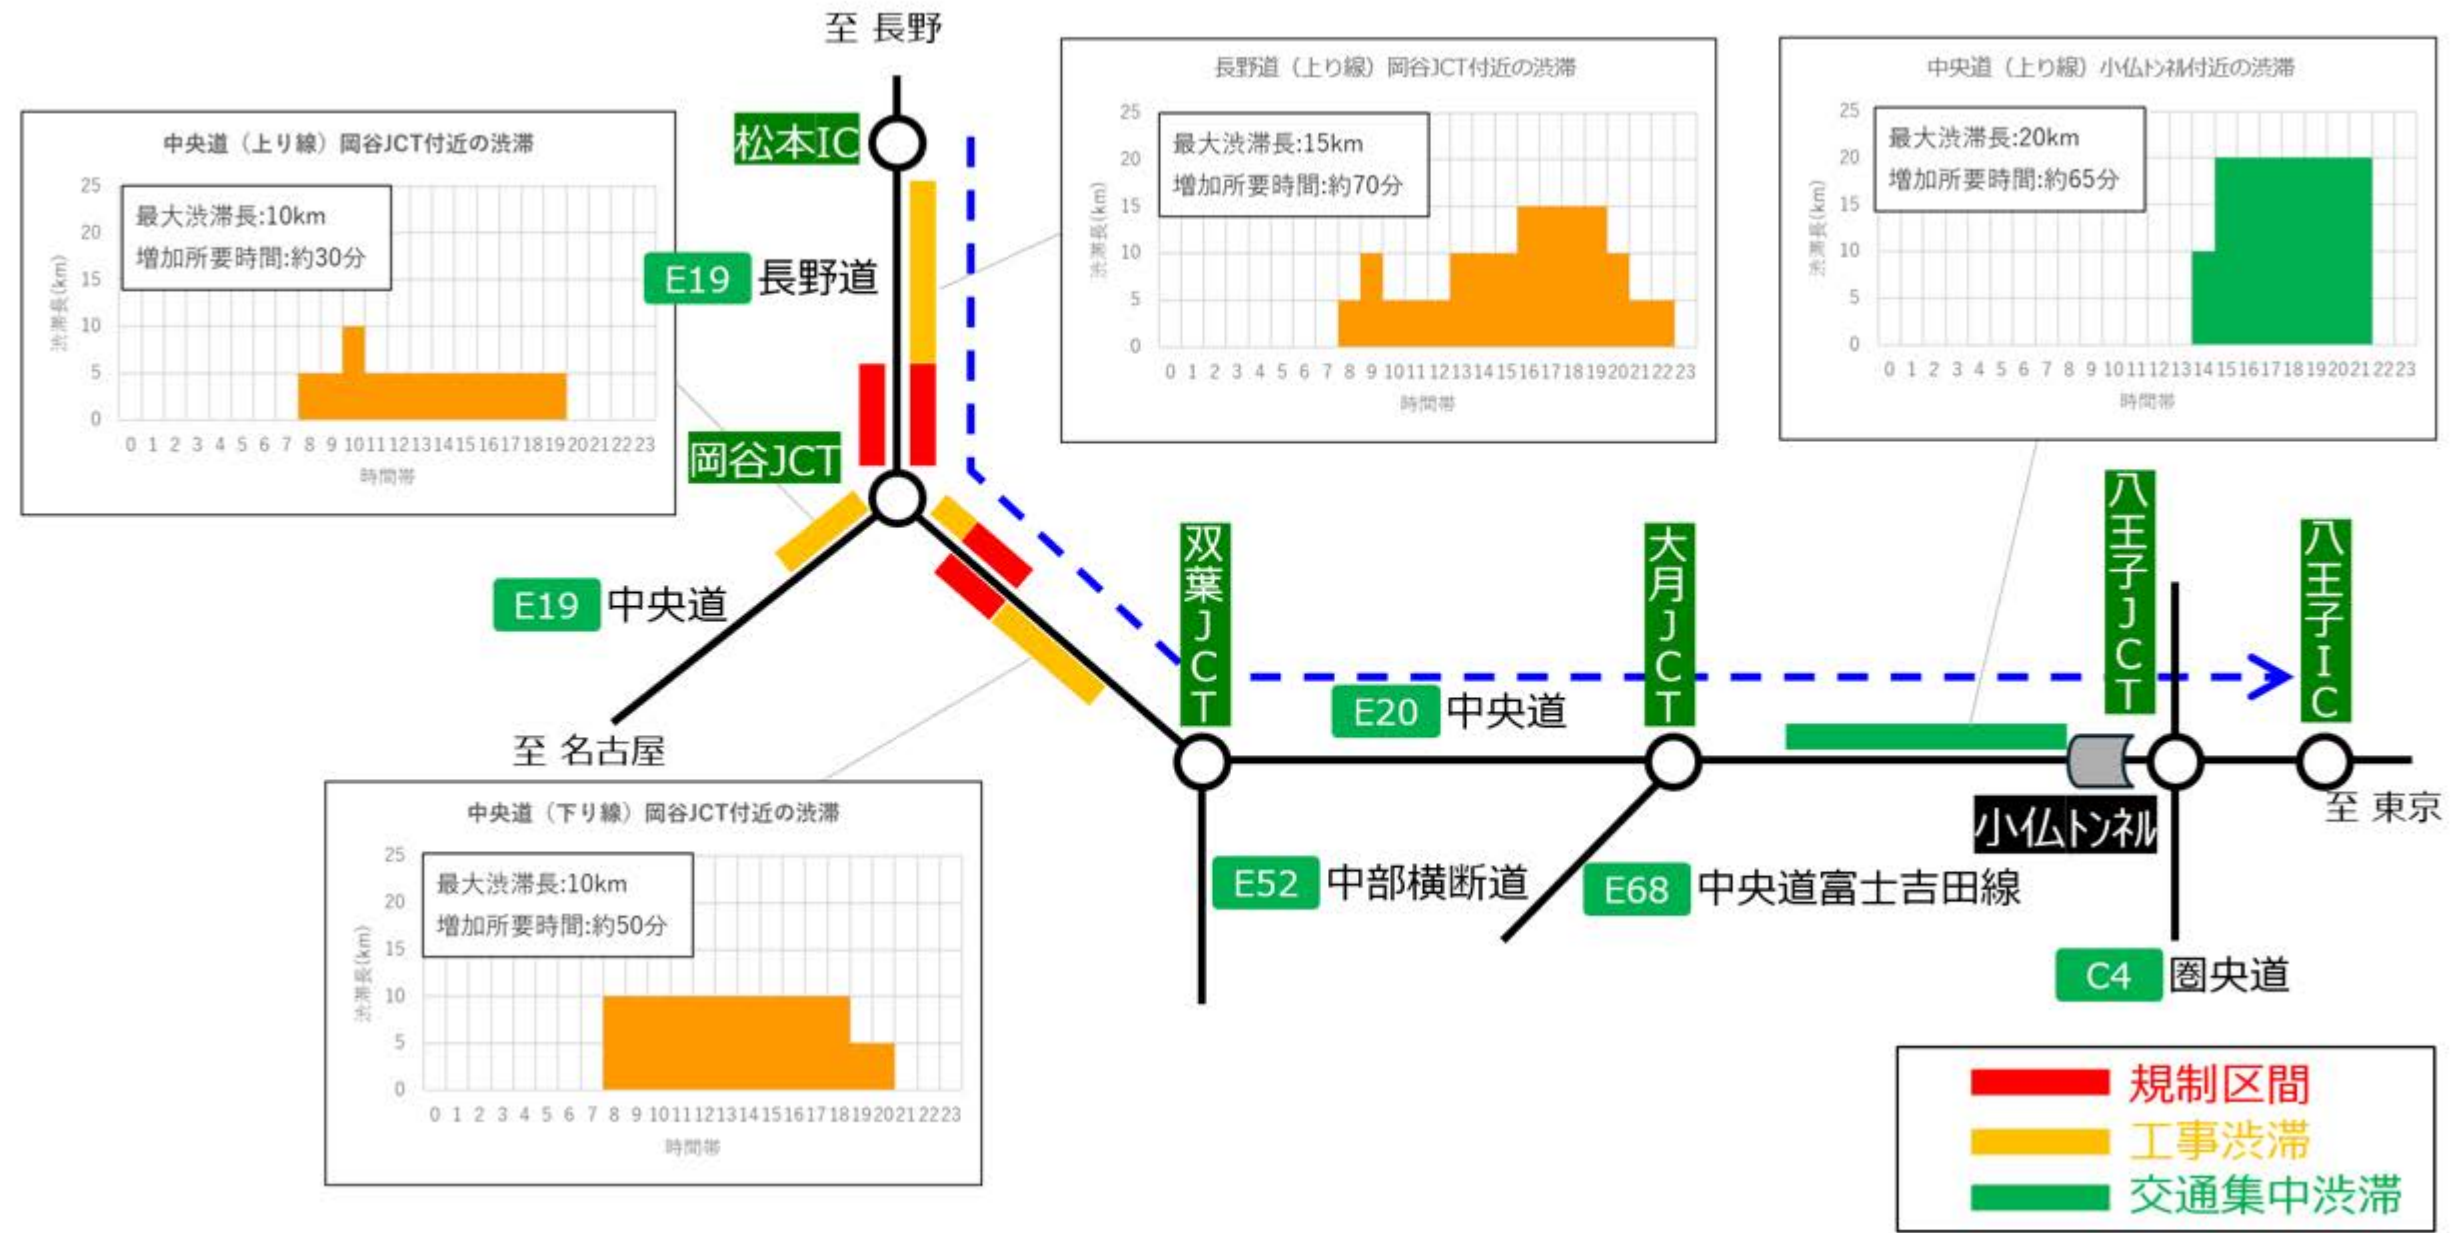 至 長野
松本IC
E19 長野道
岡谷JCT
E19 中央道
至 名古屋
中央道（上り線）岡谷JCT付近の渋滞
最大渋滞長:10km
増加所要時間:約30分
渋滞長(km)
25
20
15
10
5
0
0 1 2 3 4 5 6 7 8 9 10 11 12 13 14 15 16 17 18 19 20 21 22 23
時間帯
長野道（上り線）岡谷JCT付近の渋滞
最大渋滞長:15km
増加所要時間:約70分
渋滞長(km)
25
20
15
10
5
0
0 1 2 3 4 5 6 7 8 9 10 11 12 13 14 15 16 17 18 19 20 21 22 23
時間帯
中央道（上り線）小仏ﾄﾝﾈﾙ付近の渋滞
最大渋滞長:20km
増加所要時間:約65分
渋滞長(km)
25
20
15
10
5
0
0 1 2 3 4 5 6 7 8 9 10 11 12 13 14 15 16 17 18 19 20 21 22 23
時間帯
双葉JCT
大月JCT
八王子JCT
八王子IC
E20 中央道
小仏ﾄﾝﾈﾙ
至 東京
E52 中部横断道
E68 中央道富士吉田線
C4 圏央道
中央道（下り線）岡谷JCT付近の渋滞
最大渋滞長:10km
増加所要時間:約50分
渋滞長(km)
25
20
15
10
5
0
0 1 2 3 4 5 6 7 8 9 10 11 12 13 14 15 16 17 18 19 20 21 22 23
時間帯
規制区間
工事渋滞
交通集中渋滞